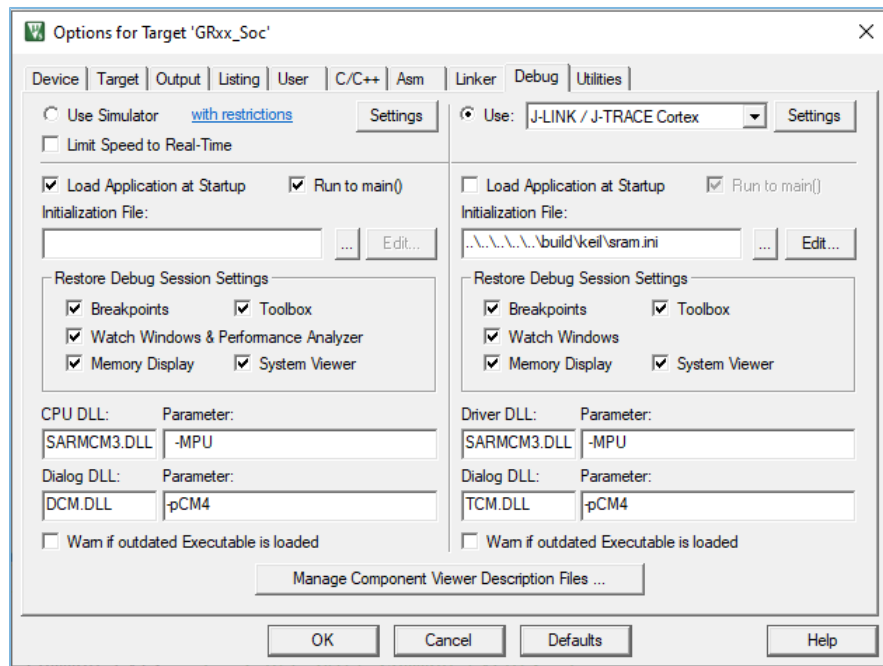 Options for Target 'GRxx_Soc'
Device Target Output Listing User C/C++ Asm Linker Debug Utilities
Use Simulator with restrictions Settings
Limit Speed to Real-Time
Use: J-LINK / J-TRACE Cortex Settings
Load Application at Startup Run to main()
Initialization File:
... Edit...
Restore Debug Session Settings
Breakpoints Toolbox
Watch Windows & Performance Analyzer
Memory Display System Viewer
CPU DLL: Parameter:
SARMCM3.DLL -MPU
Dialog DLL: Parameter:
DCM.DLL -pCM4
Warn if outdated Executable is loaded
Load Application at Startup Run to main()
Initialization File:
..\..\..\..\..\build\keil\sram.ini ... Edit...
Restore Debug Session Settings
Breakpoints Toolbox
Watch Windows
Memory Display System Viewer
Driver DLL: Parameter:
SARMCM3.DLL -MPU
Dialog DLL: Parameter:
TCM.DLL -pCM4
Warn if outdated Executable is loaded
Manage Component Viewer Description Files ...
OK Cancel Defaults Help